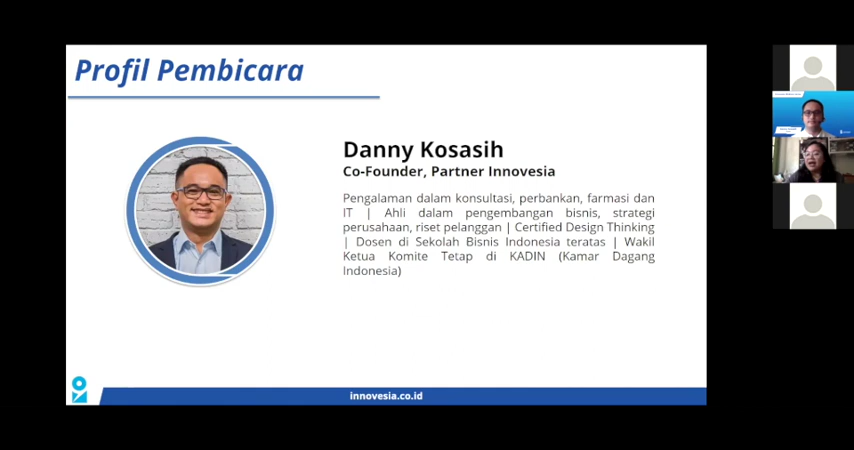 Profil Pembicara
Danny Kosasih
Co-Founder, Partner Innovesia
Pengalaman dalam konsultasi, perbankan, farmasi dan
IT | Ahli dalam pengembangan bisnis, strategi
perusahaan, riset pelanggan | Certified Design Thinking
| Dosen di Sekolah Bisnis Indonesia teratas | Wakil
Ketua Komite Tetap di KADIN (Kamar Dagang
Indonesia)
innovesia.co.id